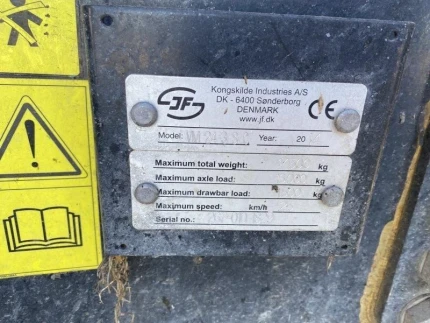 JF
Kongskilde Industries A/S
DK - 6400 Sønderborg
DENMARK
www.jf.dk
CE
Model: Year: 20
Maximum total weight: kg
Maximum axle load: kg
Maximum drawbar load: kg
Maximum speed: km/h
Serial no.: